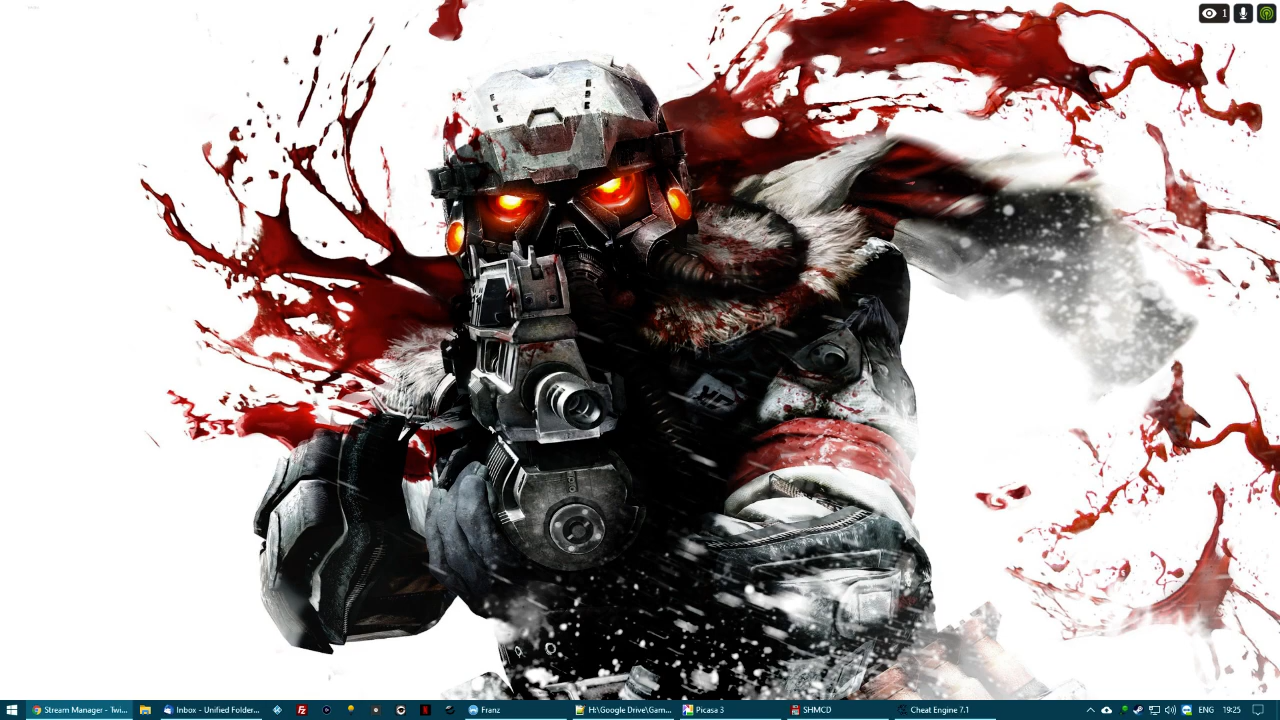 1
Stream Manager - Twi...
Inbox - Unified Folder...
Fz
Franz
H:\Google Drive\Gam...
Picasa 3
SHMCD
Cheat Engine 7.1
ENG
19:25